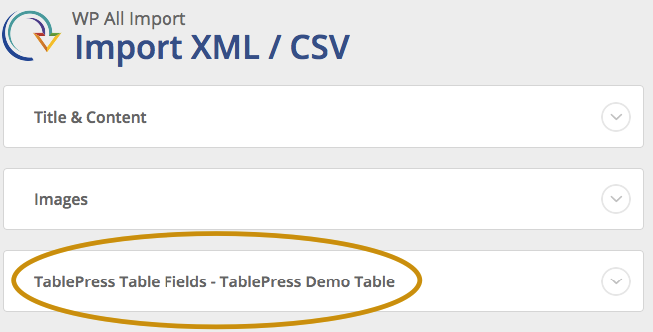 WP All Import
Import XML / CSV
Title & Content
Images
TablePress Table Fields - TablePress Demo Table